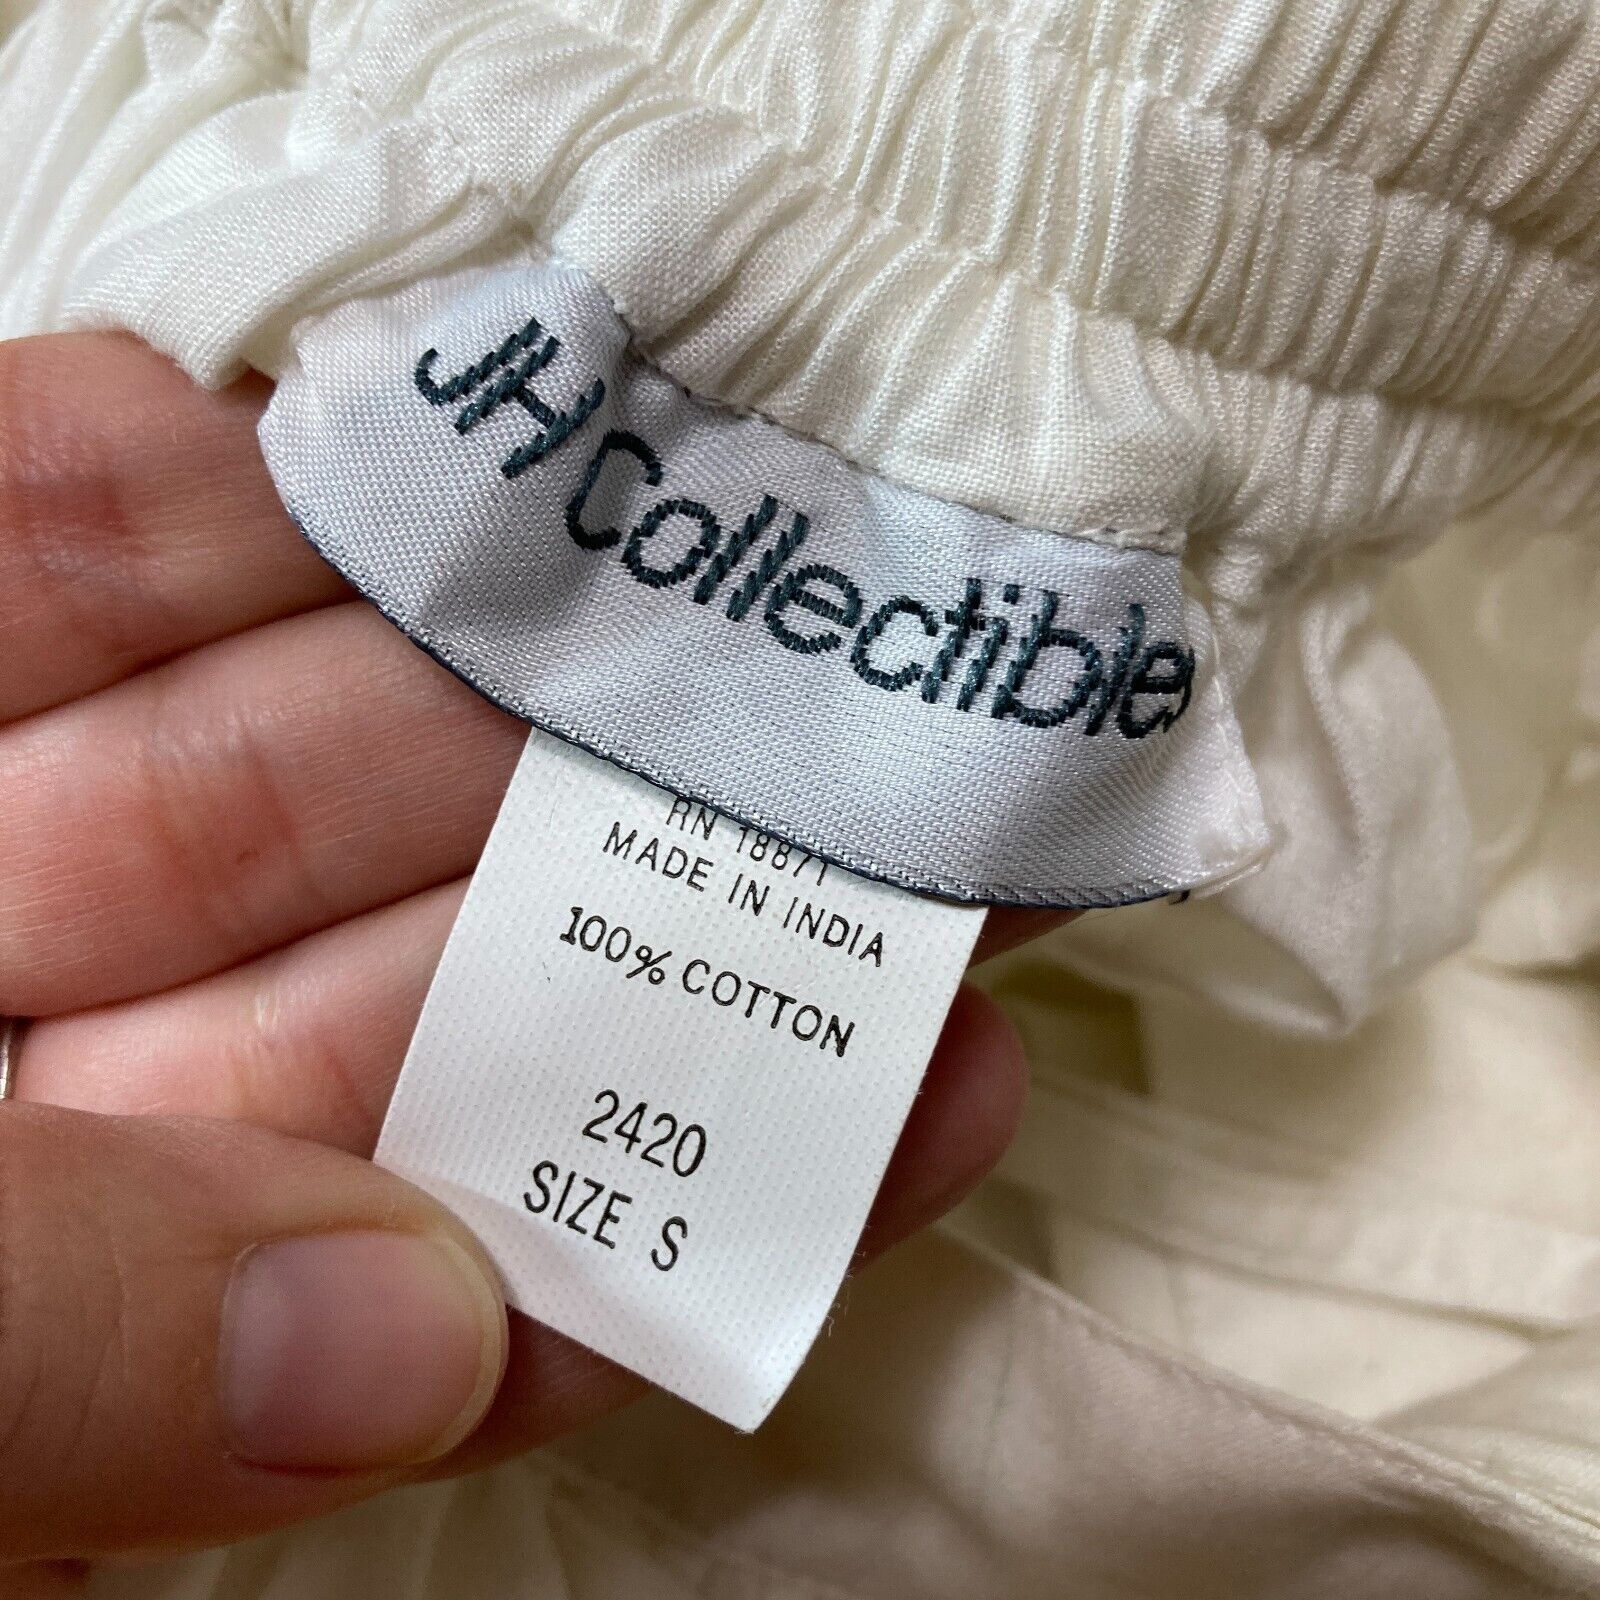 JH Collectibles
RN 18871
MADE IN INDIA
100% COTTON
2420
SIZE S